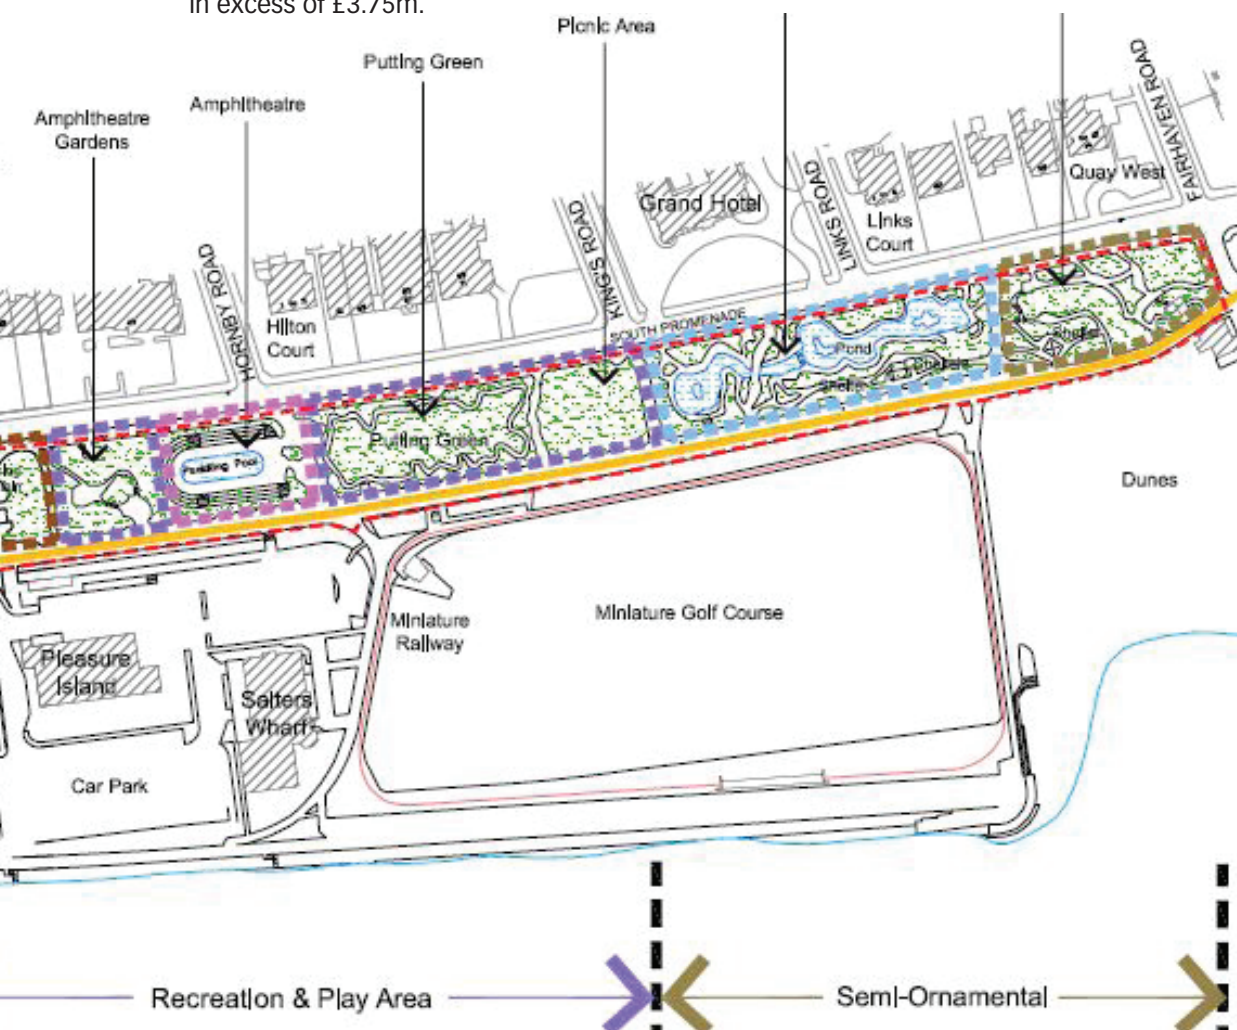 in excess of £3.75m.
Picnic Area
Putting Green
Amphitheatre
Amphitheatre
Gardens
FAIRHAVEN ROAD
Quay West
Grand Hotel
LINKS ROAD
Links
Court
KING'S ROAD
HORNBY ROAD
Hilton
Court
SOUTH PROMENADE
Pond
Shelter
Putting Green
Paddling Pool
Dunes
Miniature
Railway
Miniature Golf Course
Pleasure
Island
Salters
Wharf
Car Park
Recreation & Play Area
Semi-Ornamental